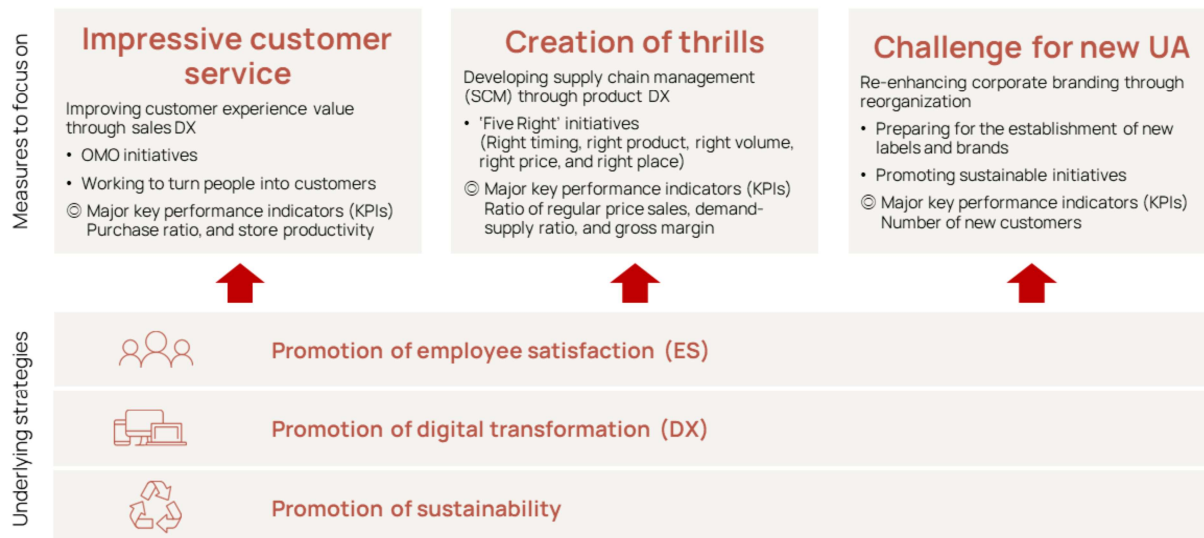 Measures to focus on
Impressive customer
service
Improving customer experience value
through sales DX
• OMO initiatives
• Working to turn people into customers
◎ Major key performance indicators (KPIs)
Purchase ratio, and store productivity
Creation of thrills
Developing supply chain management
(SCM) through product DX
• ‘Five Right’ initiatives
(Right timing, right product, right volume,
right price, and right place)
◎ Major key performance indicators (KPIs)
Ratio of regular price sales, demand-
supply ratio, and gross margin
Challenge for new UA
Re-enhancing corporate branding through
reorganization
• Preparing for the establishment of new
labels and brands
• Promoting sustainable initiatives
◎ Major key performance indicators (KPIs)
Number of new customers
Underlying strategies
Promotion of employee satisfaction (ES)
Promotion of digital transformation (DX)
Promotion of sustainability